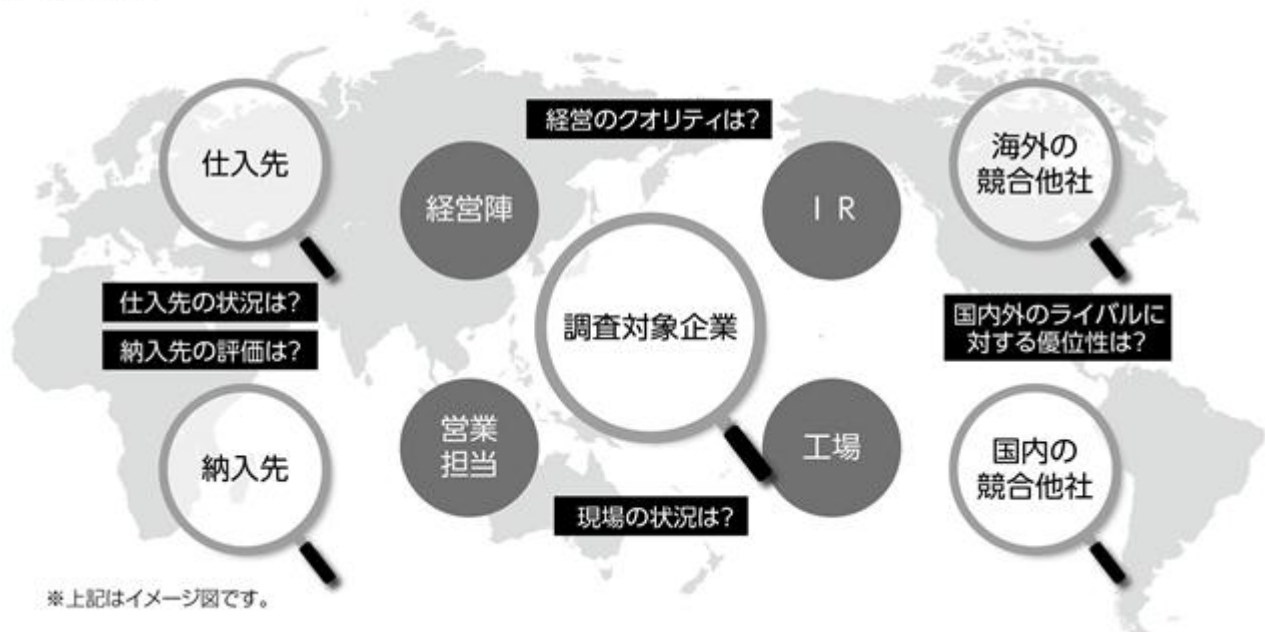 経営のクオリティは?
仕入先
経営陣
I R
海外の
競合他社
調査対象企業
仕入先の状況は?
納入先の評価は?
国内外のライバルに
対する優位性は?
納入先
営業
担当
工場
国内の
競合他社
現場の状況は?
※上記はイメージ図です。